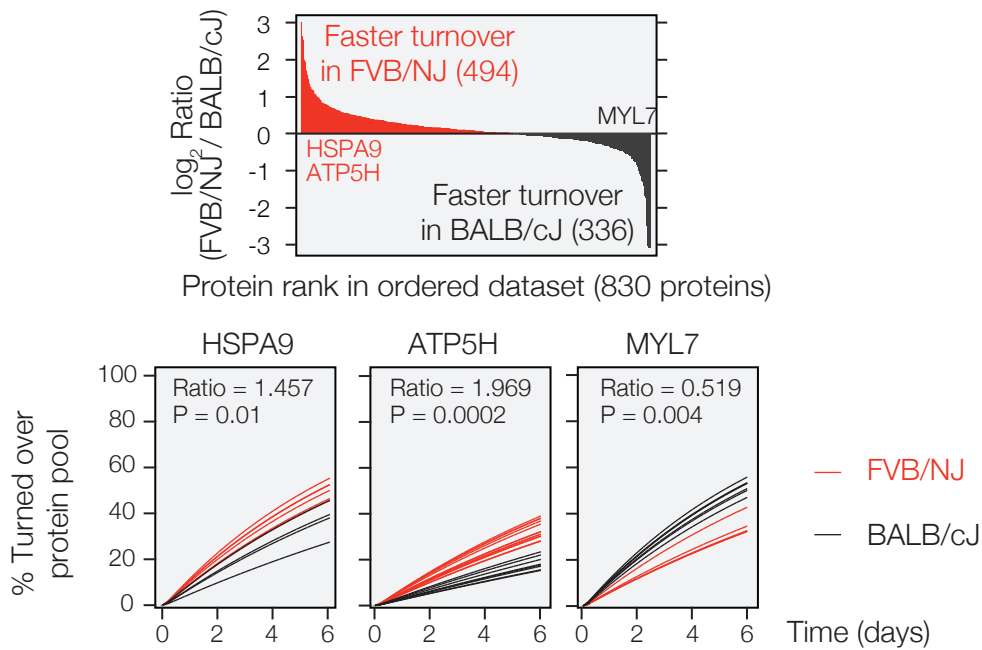 log2 Ratio
(FVB/NJ / BALB/cJ)
3
2
1
0
-1
-2
-3
Faster turnover
in FVB/NJ (494)
MYL7
HSPA9
ATP5H
Faster turnover
in BALB/cJ (336)
Protein rank in ordered dataset (830 proteins)
% Turned over
protein pool
100
80
60
40
20
0
HSPA9
Ratio = 1.457
P = 0.01
0 2 4 6
ATP5H
Ratio = 1.969
P = 0.0002
0 2 4 6
MYL7
Ratio = 0.519
P = 0.004
0 2 4 6
Time (days)
FVB/NJ
BALB/cJ